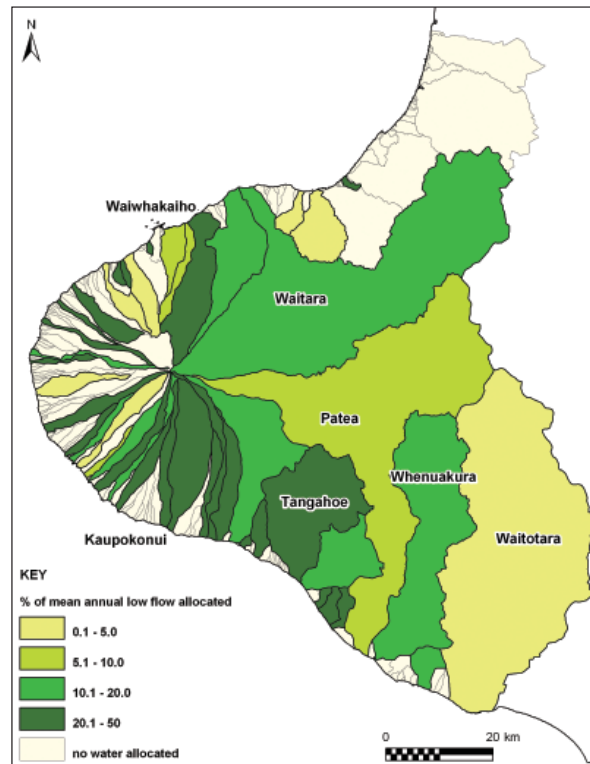 N
Waiwhakaiho
Waitara
Patea
Whenuakura
Tangahoe
Waitotara
Kaupokonui
KEY
% of mean annual low flow allocated
0.1 - 5.0
5.1 - 10.0
10.1 - 20.0
20.1 - 50
no water allocated
0 20 km